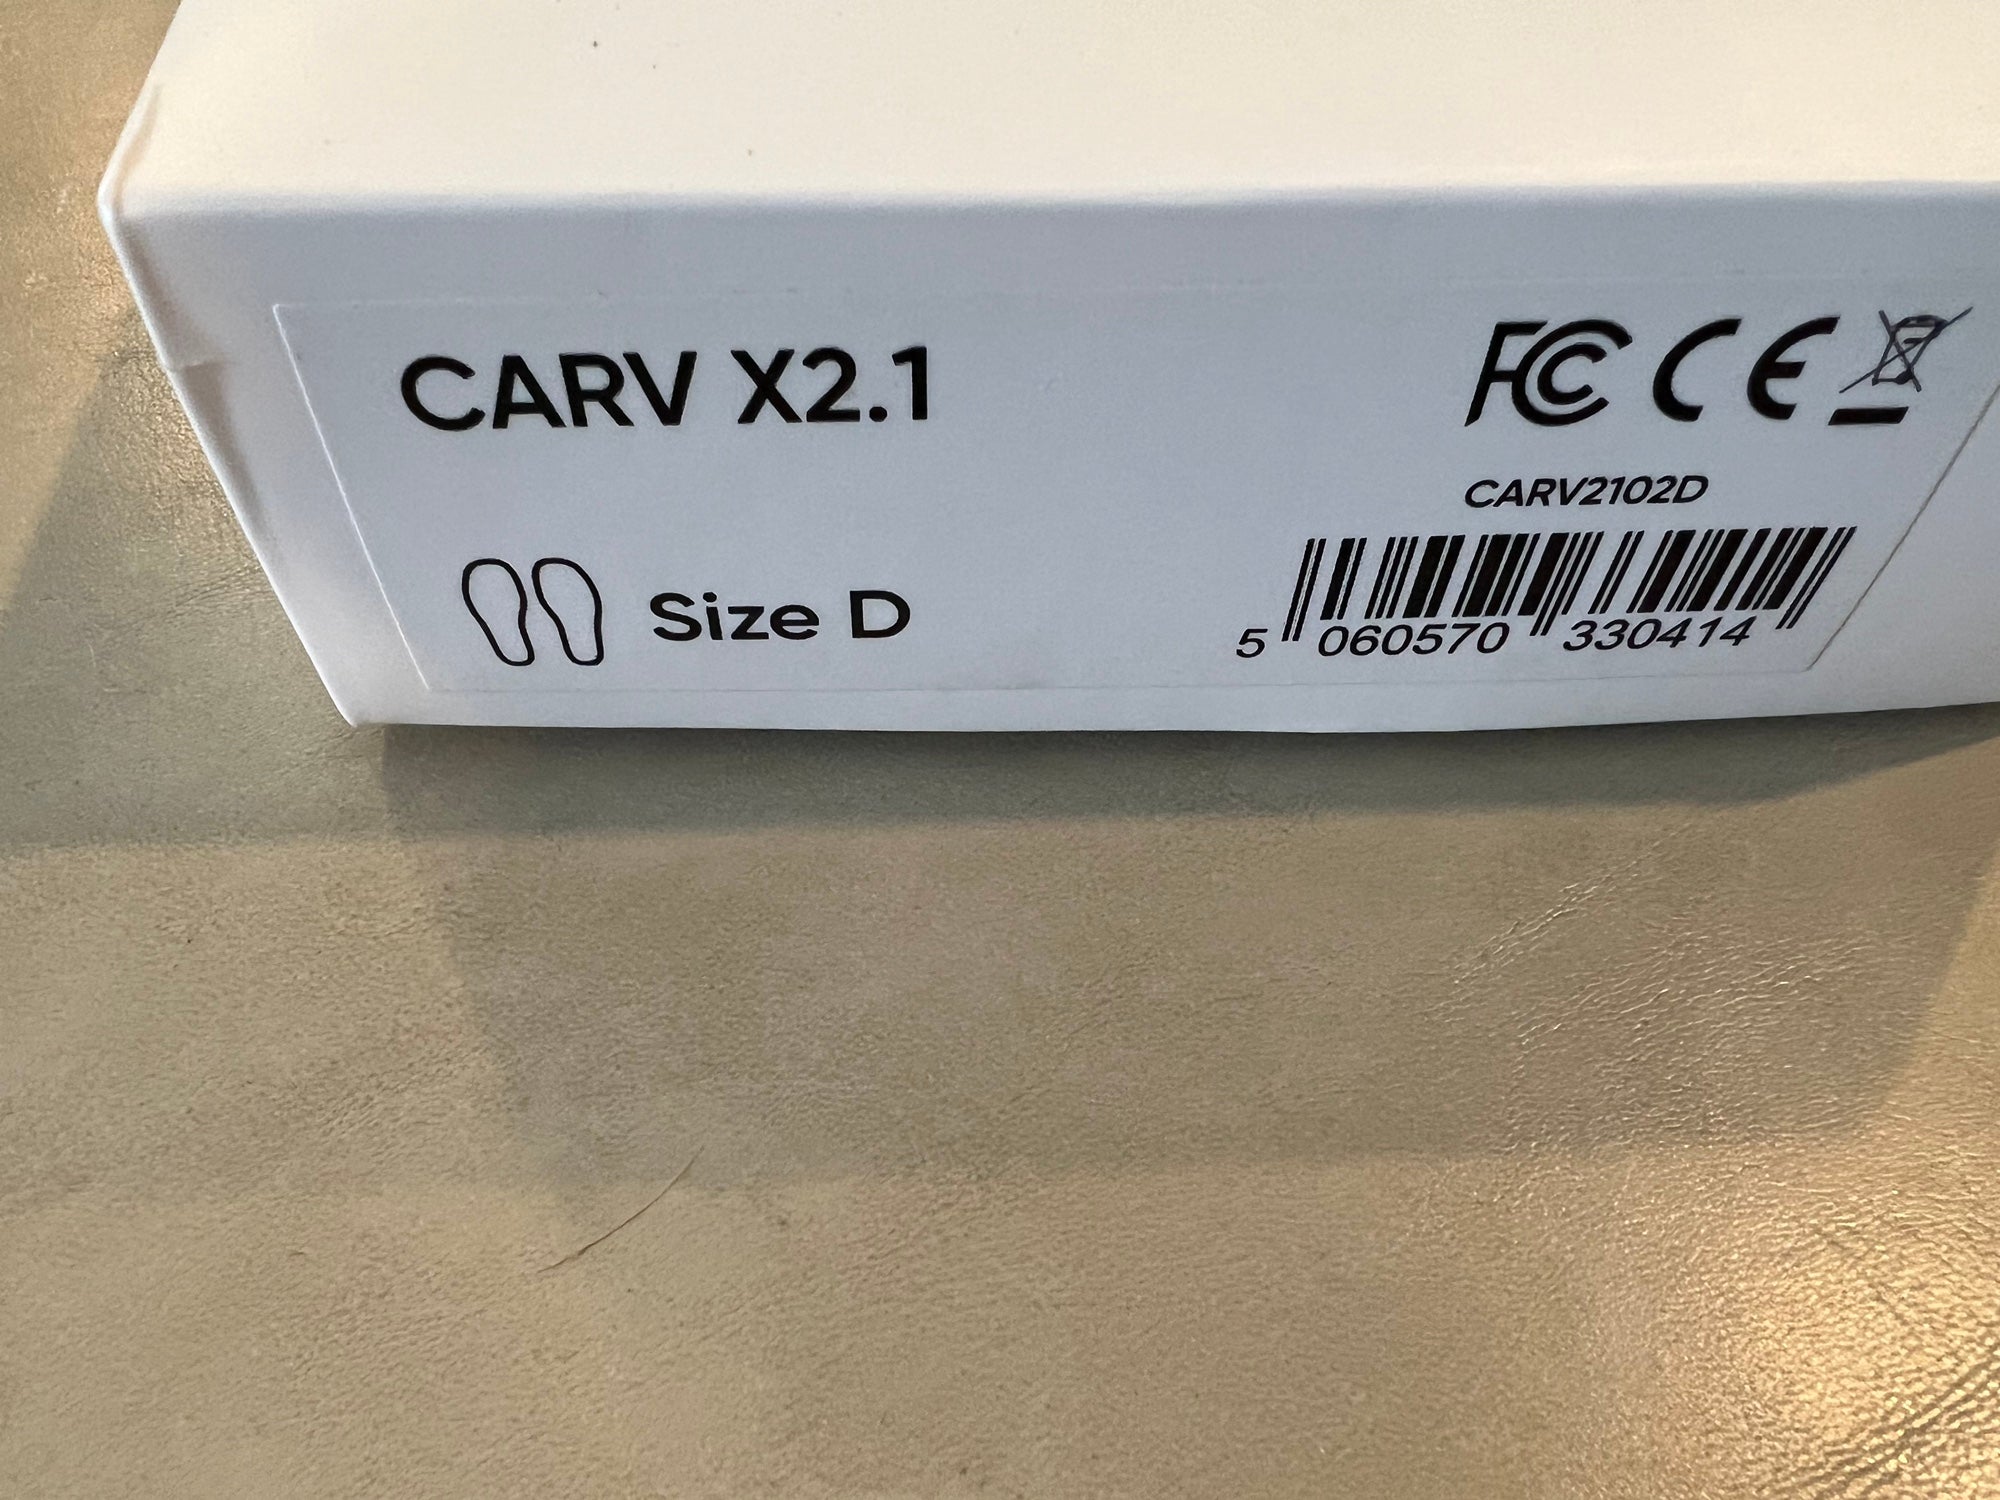 CARV X2.1
FC CE
CARV2102D
Size D
5 060570 330414